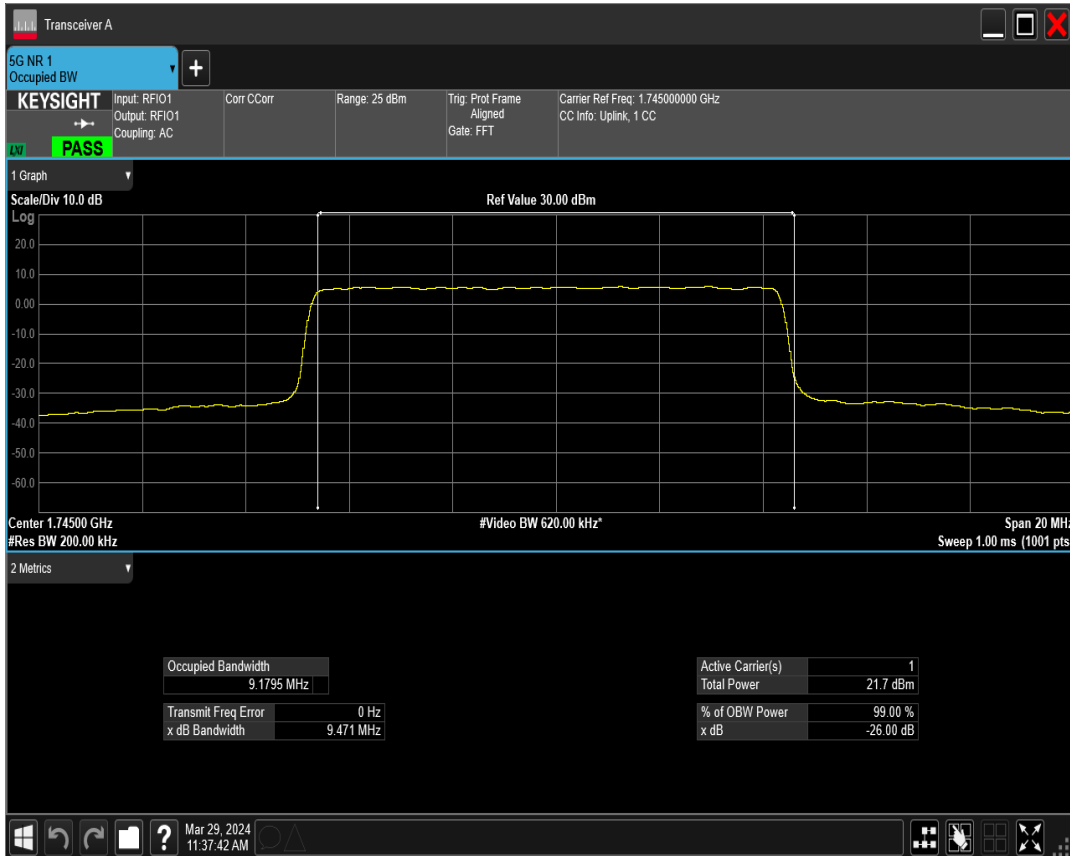 Transceiver A
5G NR 1
Occupied BW
KEYSIGHT
LXI
PASS
Input: RFIO1
Output: RFIO1
Coupling: AC
Corr CCorr
Range: 25 dBm
Trig: Prot Frame
Aligned
Gate: FFT
Carrier Ref Freq: 1.745000000 GHz
CC Info: Uplink, 1 CC
1 Graph
Scale/Div 10.0 dB
Ref Value 30.00 dBm
Log
20.0
10.0
0.00
-10.0
-20.0
-30.0
-40.0
-50.0
-60.0
Center 1.74500 GHz
#Video BW 620.00 kHz*
Span 20 MHz
#Res BW 200.00 kHz
Sweep 1.00 ms (1001 pts
2 Metrics
Occupied Bandwidth
9.1795 MHz
Transmit Freq Error 0 Hz
x dB Bandwidth 9.471 MHz
Active Carrier(s) 1
Total Power 21.7 dBm
% of OBW Power 99.00 %
x dB -26.00 dB
?
Mar 29, 2024
11:37:42 AM